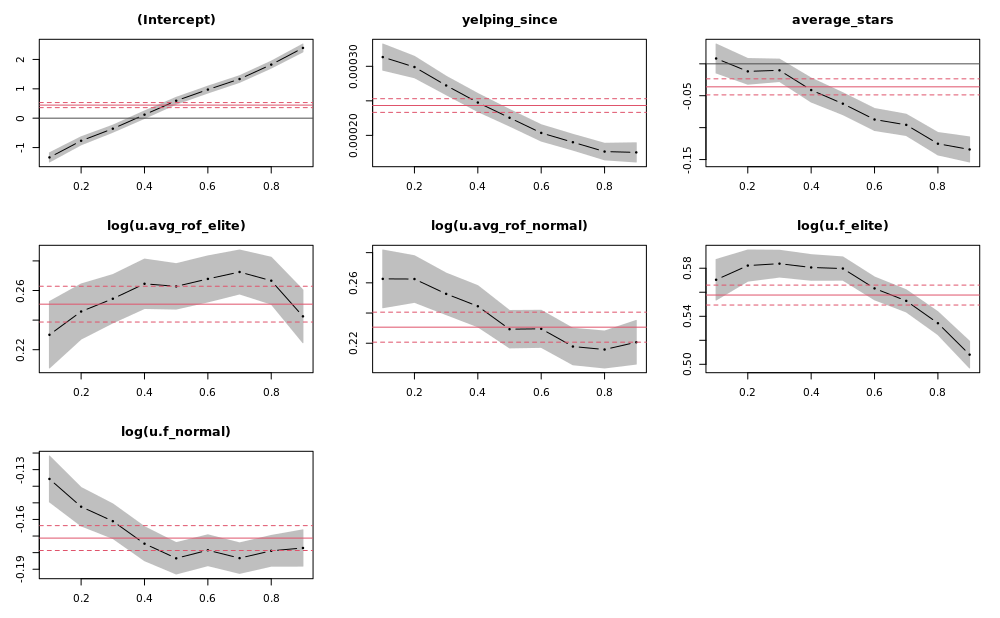 (Intercept)
2
1
0
-1
0.2 0.4 0.6 0.8
yelping_since
0.00030
0.00020
0.2 0.4 0.6 0.8
average_stars
-0.05
-0.15
0.2 0.4 0.6 0.8
log(u.avg_rof_elite)
0.26
0.22
0.2 0.4 0.6 0.8
log(u.avg_rof_normal)
0.26
0.22
0.2 0.4 0.6 0.8
log(u.f_elite)
0.58
0.54
0.50
0.2 0.4 0.6 0.8
log(u.f_normal)
-0.13
-0.16
-0.19
0.2 0.4 0.6 0.8